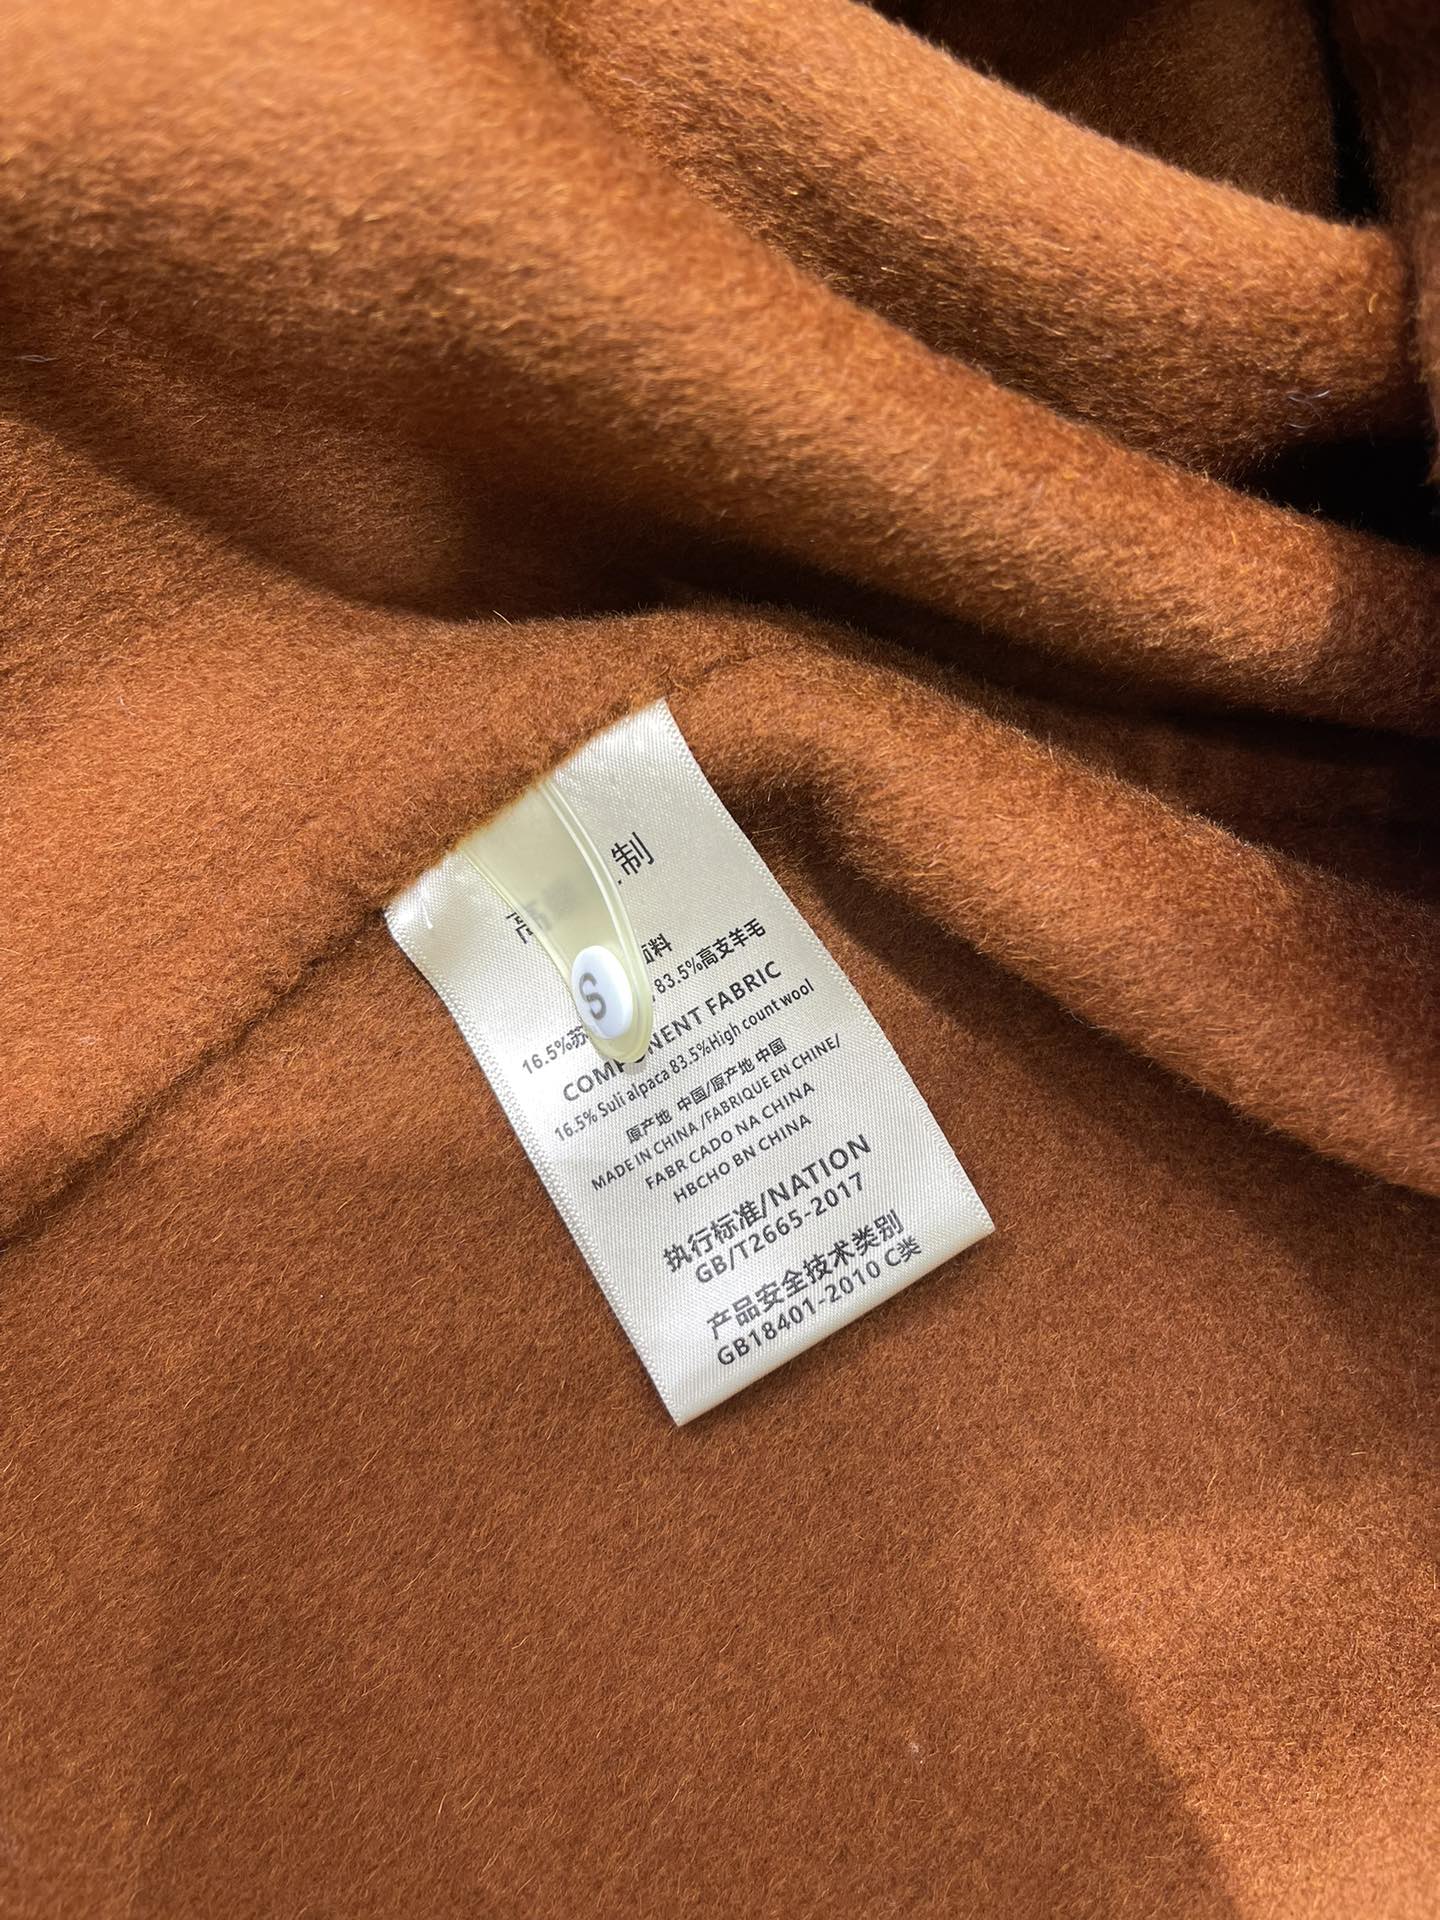 制
S
面料
16.5%苏 83.5%高支羊毛
COMPONENT FABRIC
16.5% Suli alpaca 83.5%High count wool
原产地 中国/原产地 中国
MADE IN CHINA /FABRIQUE EN CHINE/
FABR CADO NA CHINA
HBCHO BN CHINA
执行标准/NATION
GB/T2665-2017
产品安全技术类别
GB18401-2010 C类